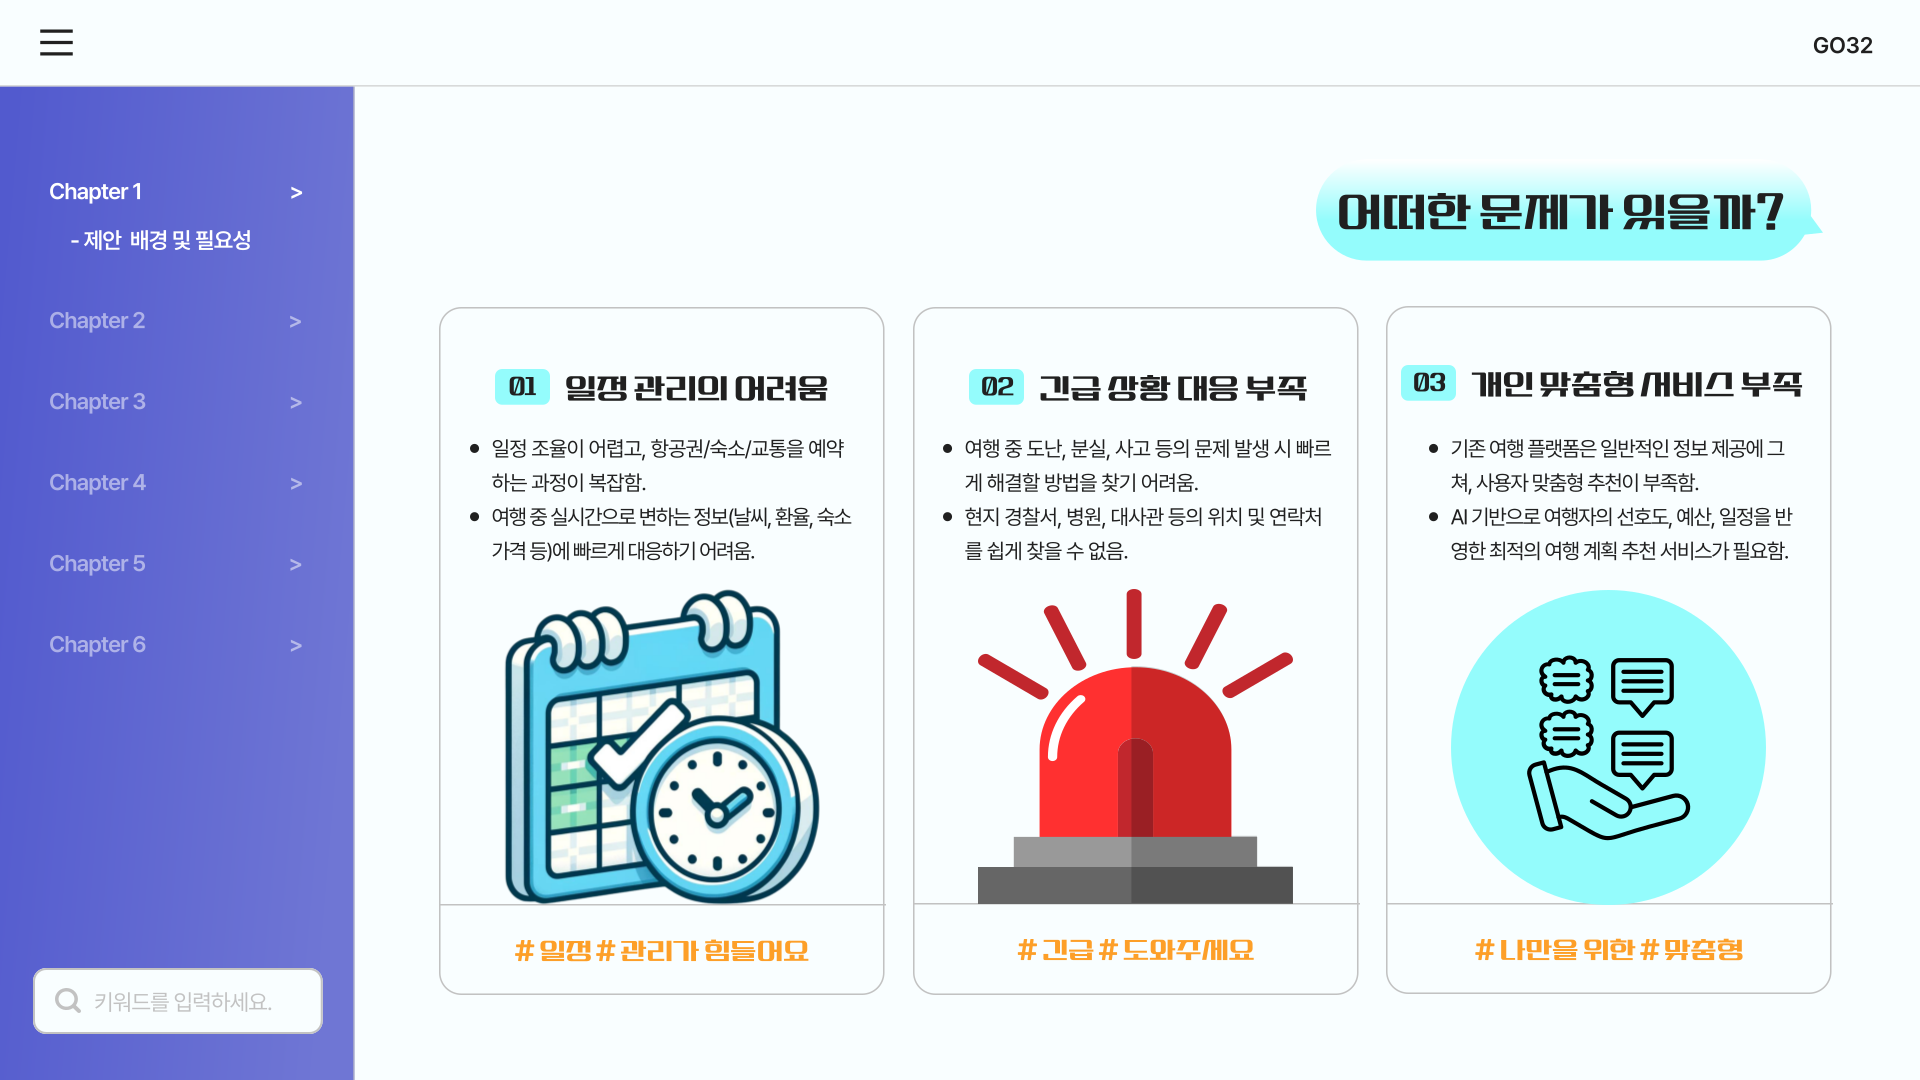 GO32
Chapter 1 >
- 제안 배경 및 필요성
Chapter 2 >
Chapter 3 >
Chapter 4 >
Chapter 5 >
Chapter 6 >
키워드를 입력하세요.
어떠한 문제가 있을까?
01 일정 관리의 어려움
• 일정 조율이 어렵고, 항공권/숙소/교통을 예약
하는 과정이 복잡함.
• 여행 중 실시간으로 변하는 정보(날씨, 환율, 숙소
가격 등)에 빠르게 대응하기 어려움.
# 일정 # 관리가 힘들어요
02 긴급 상황 대응 부족
• 여행 중 도난, 분실, 사고 등의 문제 발생 시 빠르
게 해결할 방법을 찾기 어려움.
• 현지 경찰서, 병원, 대사관 등의 위치 및 연락처
를 쉽게 찾을 수 없음.
# 긴급 # 도와주세요
03 개인 맞춤형 서비스 부족
• 기존 여행 플랫폼은 일반적인 정보 제공에 그
쳐, 사용자 맞춤형 추천이 부족함.
• AI 기반으로 여행자의 선호도, 예산, 일정을 반
영한 최적의 여행 계획 추천 서비스가 필요함.
# 나만을 위한 # 맞춤형